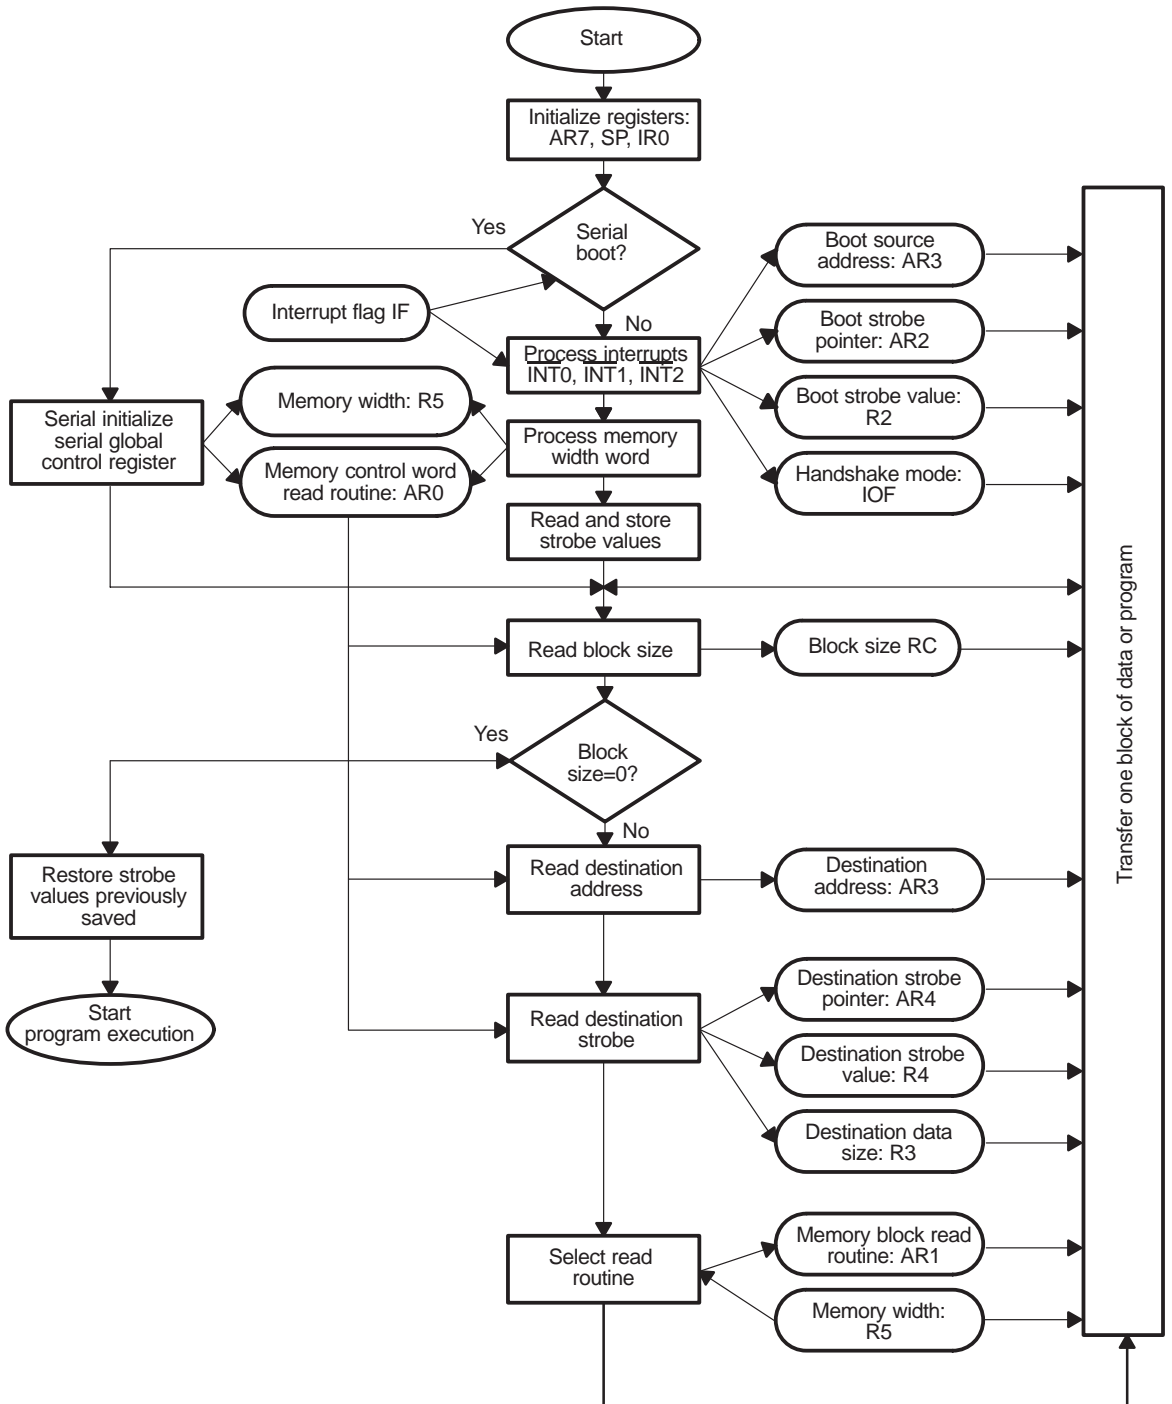 Start
Initialize registers:
AR7, SP, IR0
Yes
Serial
boot?
Boot source
address: AR3
Interrupt flag IF
No
Boot strobe
pointer: AR2
Process interrupts
INT0, INT1, INT2
Memory width: R5
Boot strobe value:
R2
Serial initialize
serial global
control register
Process memory
width word
Memory control word
read routine: AR0
Handshake mode:
IOF
Read and store
strobe values
Transfer one block of data or program
Read block size
Block size RC
Yes
Block
size=0?
No
Restore strobe
values previously
saved
Read destination
address
Destination
address: AR3
Start
program execution
Read destination
strobe
Destination strobe
pointer: AR4
Destination strobe
value: R4
Destination data
size: R3
Select read
routine
Memory block read
routine: AR1
Memory width:
R5